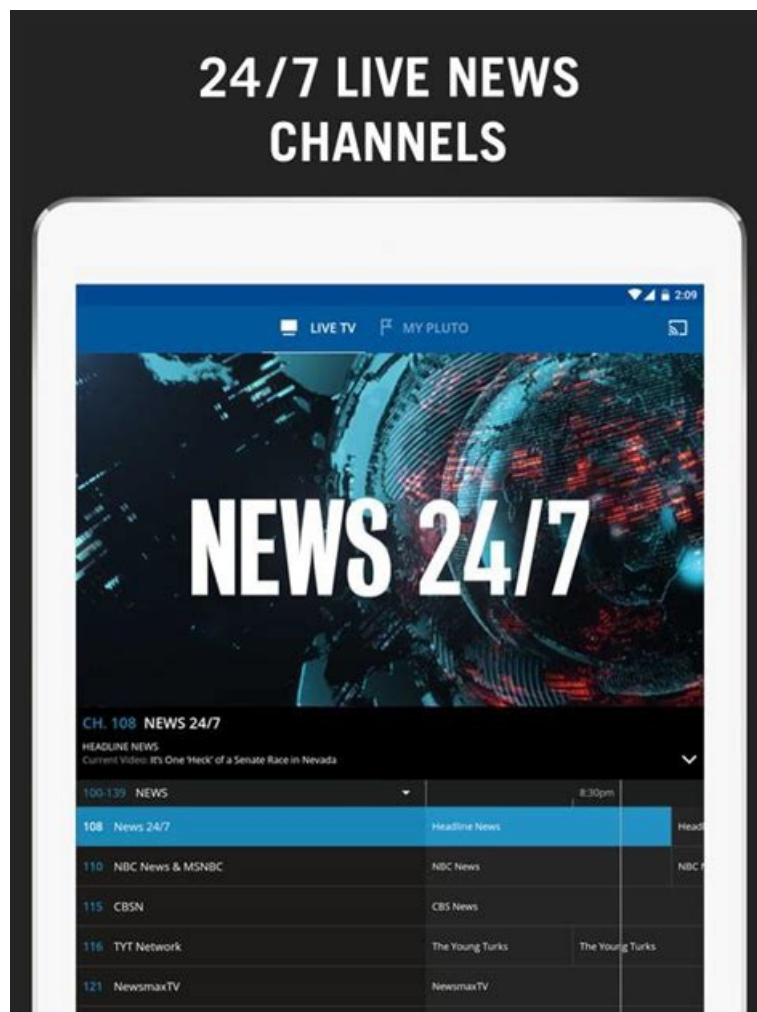 24/7 LIVE NEWS
CHANNELS
2:09
LIVE TV MY PLUTO
NEWS 24/7
CH. 108 NEWS 24/7
HEADLINE NEWS
Current Video: It's One 'Heck' of a Senate Race in Nevada
100-139 NEWS 8:30pm
108 News 24/7 Headline News Headl
110 NBC News & MSNBC NBC News NBC
115 CBSN CBS News
116 TYT Network The Young Turks The Young Turks
121 NewsmaxTV NewsmaxTV